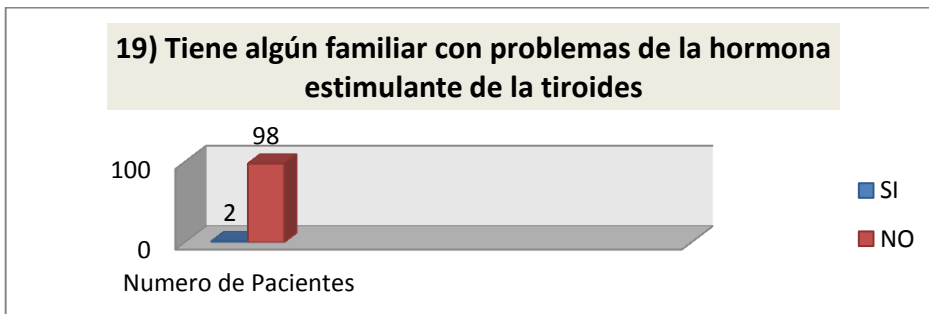 19) Tiene algún familiar con problemas de la hormona
estimulante de la tiroides
98
100
2
SI
NO
0
Numero de Pacientes